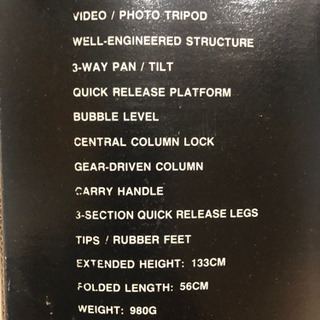 VIDEO / PHOTO TRIPOD
WELL-ENGINEERED STRUCTURE
3-WAY PAN / TILT
QUICK RELEASE PLATFORM
BUBBLE LEVEL
CENTRAL COLUMN LOCK
GEAR-DRIVEN COLUMN
CARRY HANDLE
3-SECTION QUICK RELEASE LEGS
TIPS / RUBBER FEET
EXTENDED HEIGHT: 133CM
FOLDED LENGTH: 56CM
WEIGHT: 980G